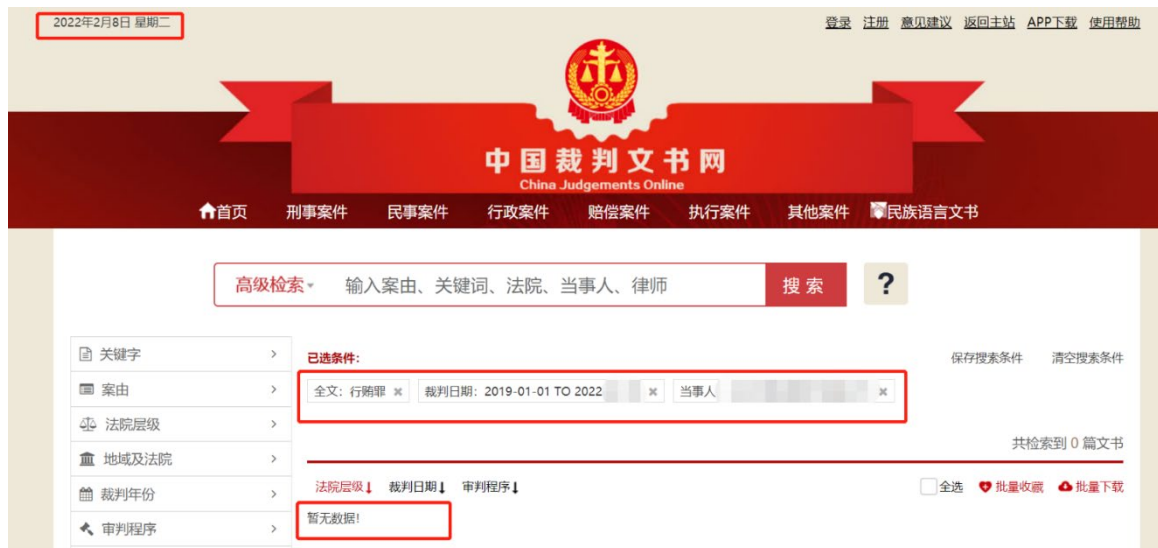 2022年2月8日 星期二
登录 注册 意见建议 返回主站 APP下载 使用帮助
中国裁判文书网
China Judgements Online
首页 刑事案件 民事案件 行政案件 赔偿案件 执行案件 其他案件 民族语言文书
高级检索 输入案由、关键词、法院、当事人、律师 搜索 ?
关键字
案由
法院层级
地域及法院
裁判年份
审判程序
已选条件:
保存搜索条件 清空搜索条件
全文: 行贿罪 × 裁判日期: 2019-01-01 TO 2022 × 当事人 ×
共检索到 0 篇文书
法院层级↓ 裁判日期↓ 审判程序↓
全选 批量收藏 批量下载
暂无数据!